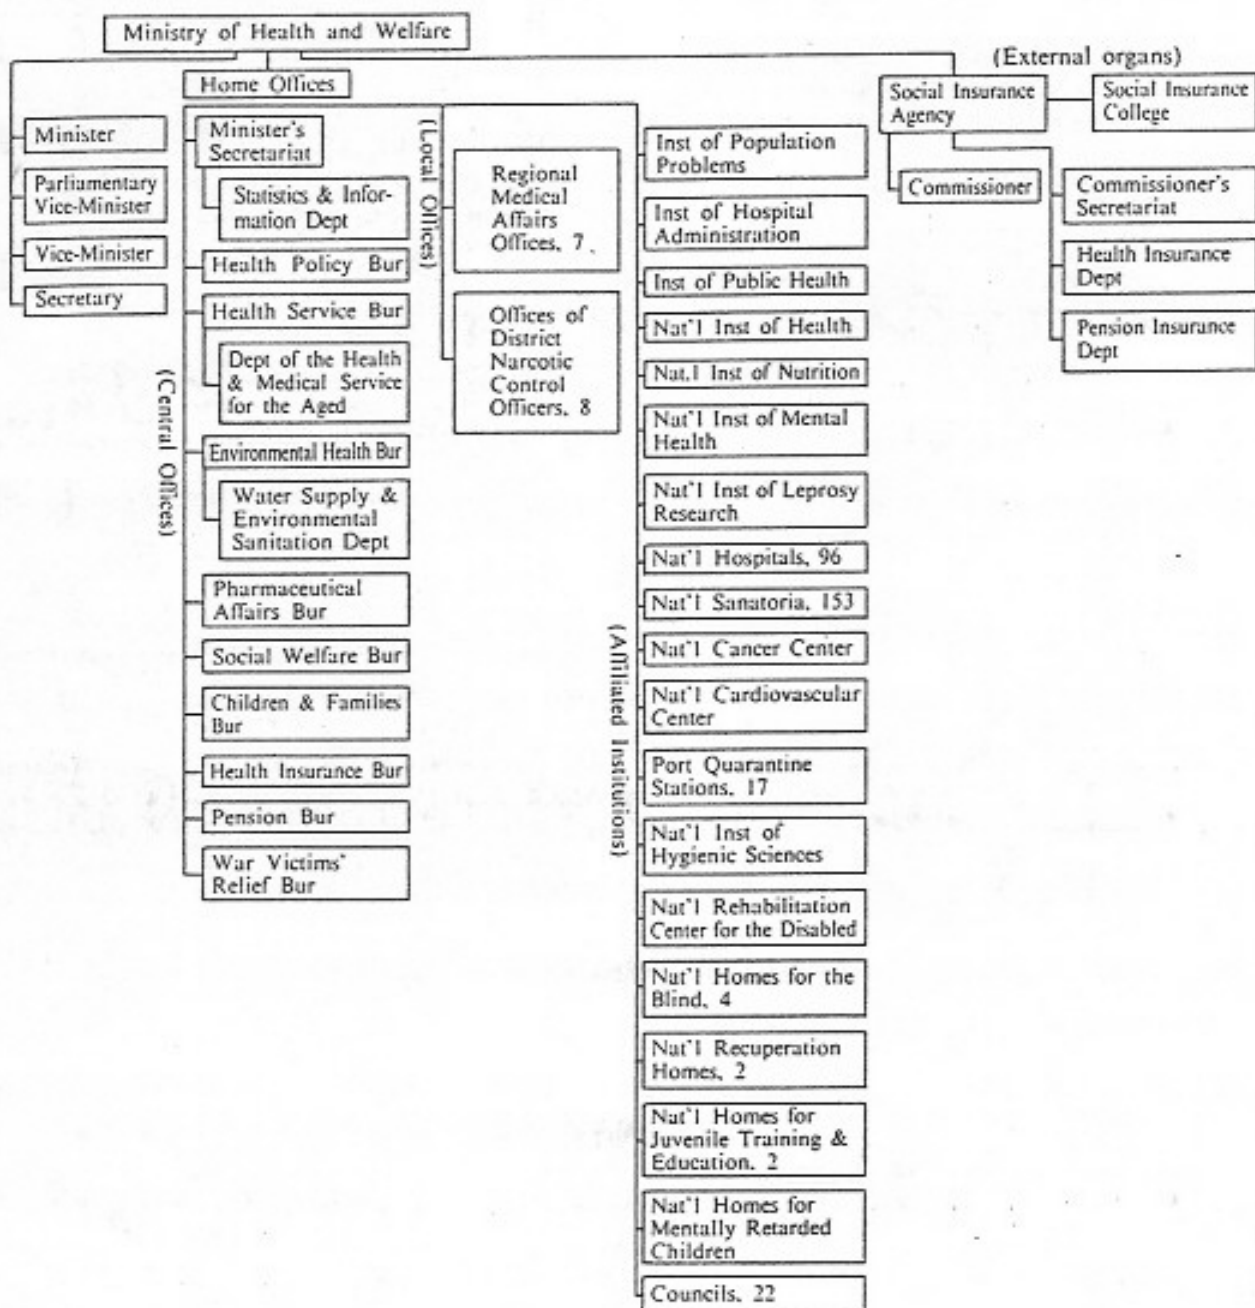 Ministry of Health and Welfare
Home Offices
Minister
Parliamentary
Vice-Minister
Vice-Minister
Secretary
(Central Offices)
Minister's
Secretariat
Statistics & Infor-
mation Dept
Health Policy Bur
Health Service Bur
Dept of the Health
& Medical Service
for the Aged
Environmental Health Bur
Water Supply &
Environmental
Sanitation Dept
Pharmaceutical
Affairs Bur
Social Welfare Bur
Children & Families
Bur
Health Insurance Bur
Pension Bur
War Victims'
Relief Bur
(Local Offices)
Regional
Medical
Affairs
Offices, 7
Offices of
District
Narcotic
Control
Officers, 8
(Affiliated Institutions)
Inst of Population
Problems
Inst of Hospital
Administration
Inst of Public Health
Nat'l Inst of Health
Nat.l Inst of Nutrition
Nat'l Inst of Mental
Health
Nat'l Inst of Leprosy
Research
Nat'l Hospitals, 96
Nat'l Sanatoria, 153
Nat'l Cancer Center
Nat'l Cardiovascular
Center
Port Quarantine
Stations, 17
Nat'l Inst of
Hygienic Sciences
Nat'l Rehabilitation
Center for the Disabled
Nat'l Homes for the
Blind, 4
Nat'l Recuperation
Homes, 2
Nat'l Homes for
Juvenile Training &
Education, 2
Nat'l Homes for
Mentally Retarded
Children
Councils, 22
(External organs)
Social Insurance
Agency
Social Insurance
College
Commissioner
Commissioner's
Secretariat
Health Insurance
Dept
Pension Insurance
Dept